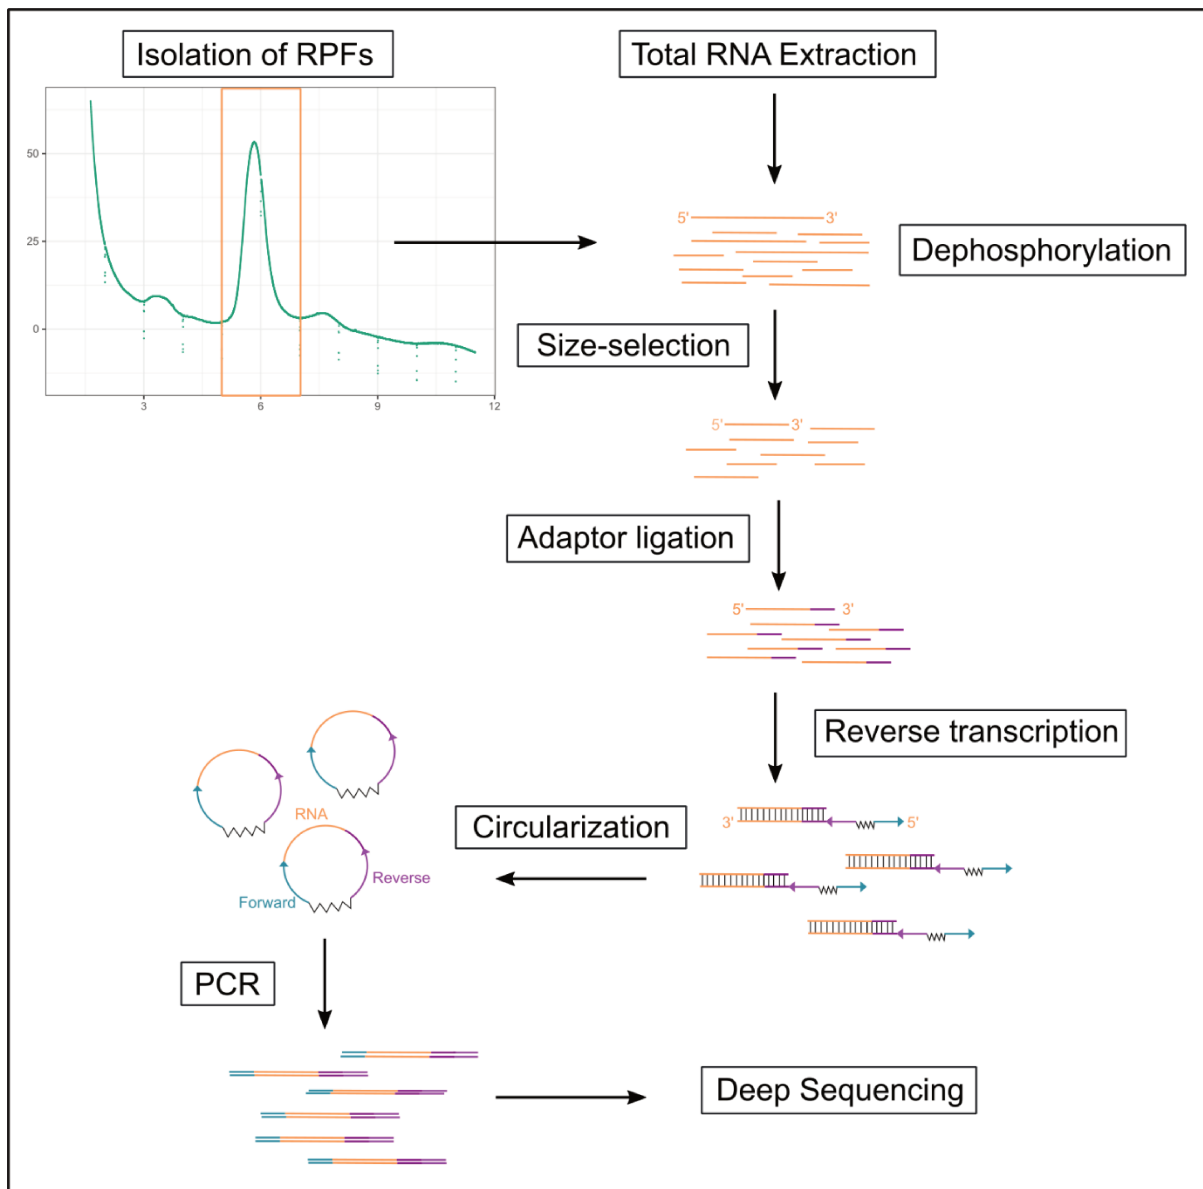 Isolation of RPFs
Total RNA Extraction
50
25
0
3
6
9
12
5'
3'
Dephosphorylation
Size-selection
5'
3'
Adaptor ligation
5'
3'
Reverse transcription
3'
5'
Circularization
RNA
Reverse
Forward
PCR
Deep Sequencing